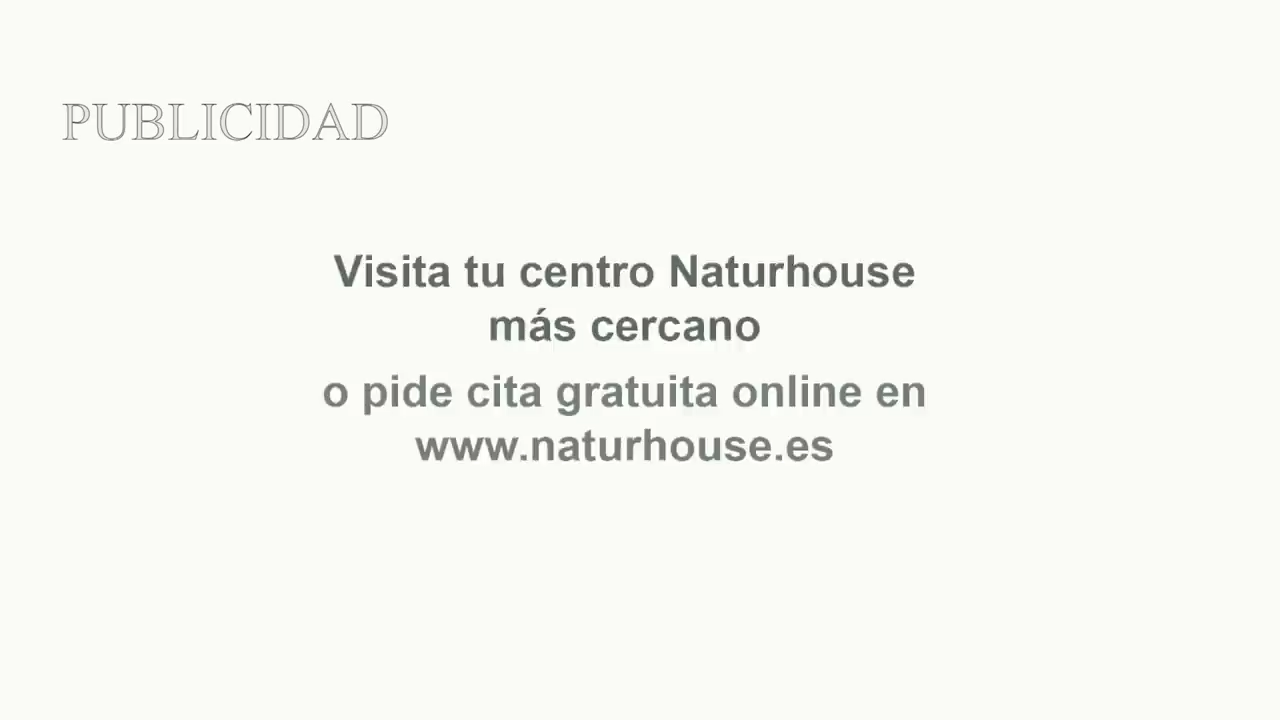 PUBLICIDAD
Visita tu centro Naturhouse
más cercano
o pide cita gratuita online en
www.naturhouse.es